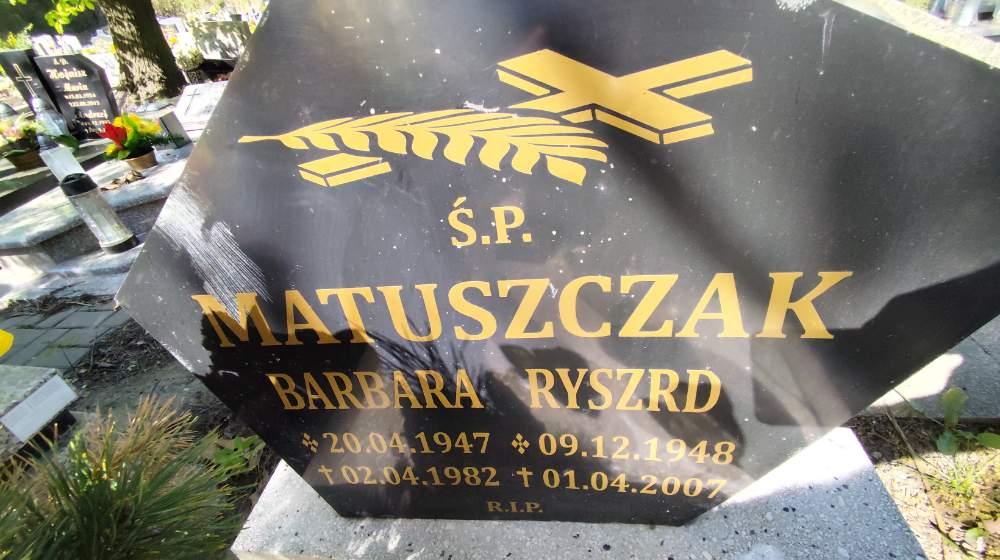 Ś.P.
MATUSZCZAK
BARBARA RYSZRD
20.04.1947 09.12.1948
† 02.04.1982 † 01.04.2007
R.I.P.